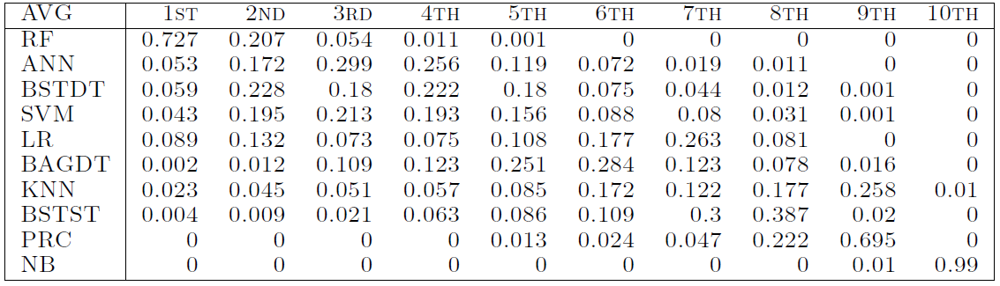 AVG 1ST 2ND 3RD 4TH 5TH 6TH 7TH 8TH 9TH 10TH
RF 0.727 0.207 0.054 0.011 0.001 0 0 0 0 0
ANN 0.053 0.172 0.299 0.256 0.119 0.072 0.019 0.011 0 0
BSTDT 0.059 0.228 0.18 0.222 0.18 0.075 0.044 0.012 0.001 0
SVM 0.043 0.195 0.213 0.193 0.156 0.088 0.08 0.031 0.001 0
LR 0.089 0.132 0.073 0.075 0.108 0.177 0.263 0.081 0 0
BAGDT 0.002 0.012 0.109 0.123 0.251 0.284 0.123 0.078 0.016 0
KNN 0.023 0.045 0.051 0.057 0.085 0.172 0.122 0.177 0.258 0.01
BSTST 0.004 0.009 0.021 0.063 0.086 0.109 0.3 0.387 0.02 0
PRC 0 0 0 0 0.013 0.024 0.047 0.222 0.695 0
NB 0 0 0 0 0 0 0 0 0.01 0.99